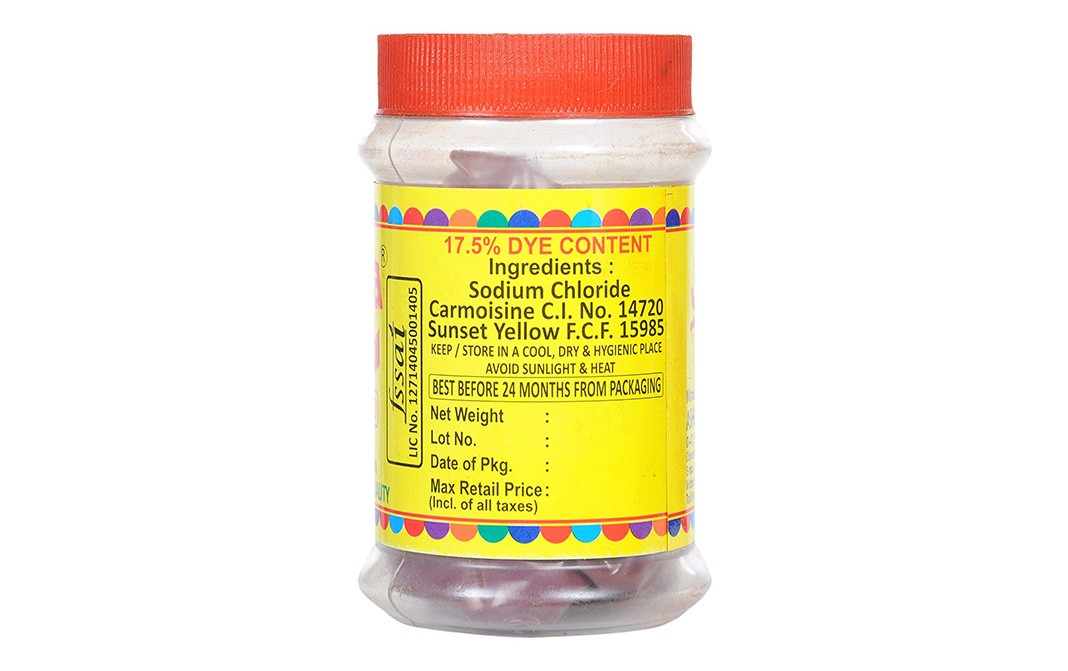 17.5% DYE CONTENT
Ingredients :
Sodium Chloride
Carmoisine C.I. No. 14720
Sunset Yellow F.C.F. 15985
KEEP / STORE IN A COOL, DRY & HYGIENIC PLACE
AVOID SUNLIGHT & HEAT
BEST BEFORE 24 MONTHS FROM PACKAGING
Net Weight :
Lot No. :
Date of Pkg. :
Max Retail Price :
(Incl. of all taxes)
fssai
LIC No. 12714045001405
®